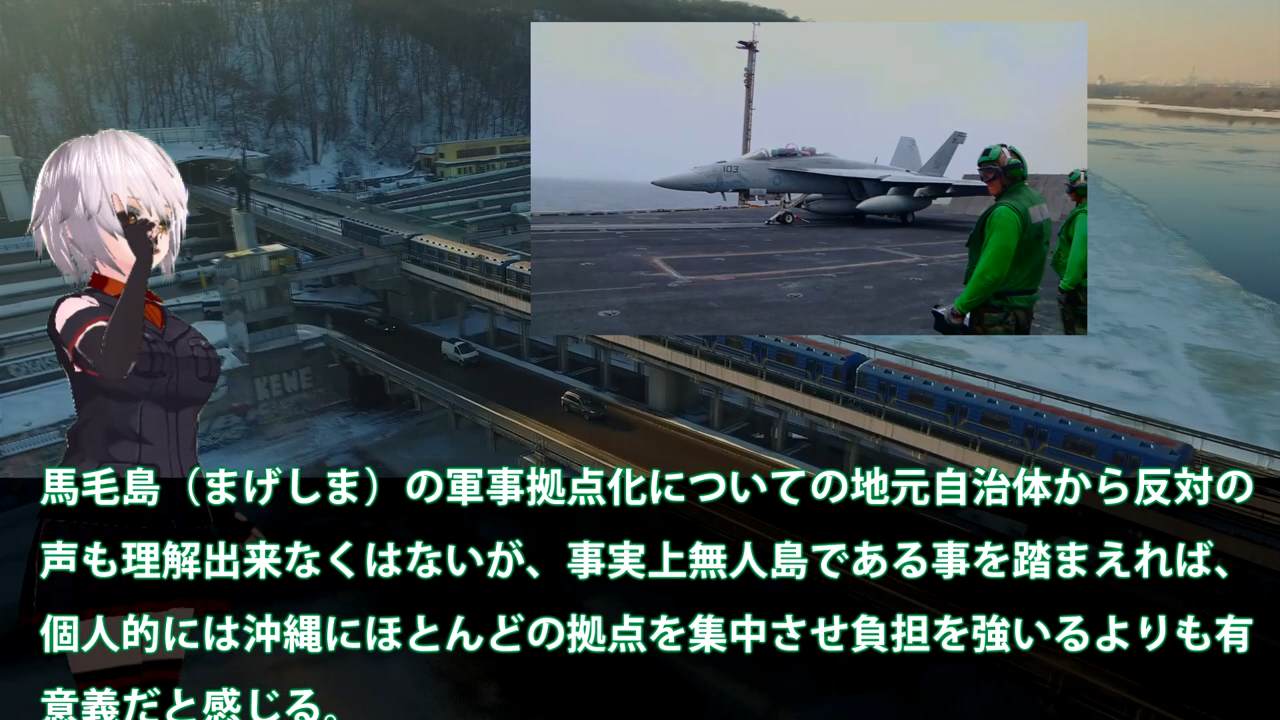 103
KEWE
馬毛島（まげしま）の軍事拠点化についての地元自治体から反対の
声も理解出来なくはないが、事実上無人島である事を踏まえれば、
個人的には沖縄にほとんどの拠点を集中させ負担を強いるよりも有
意義だと感じる。